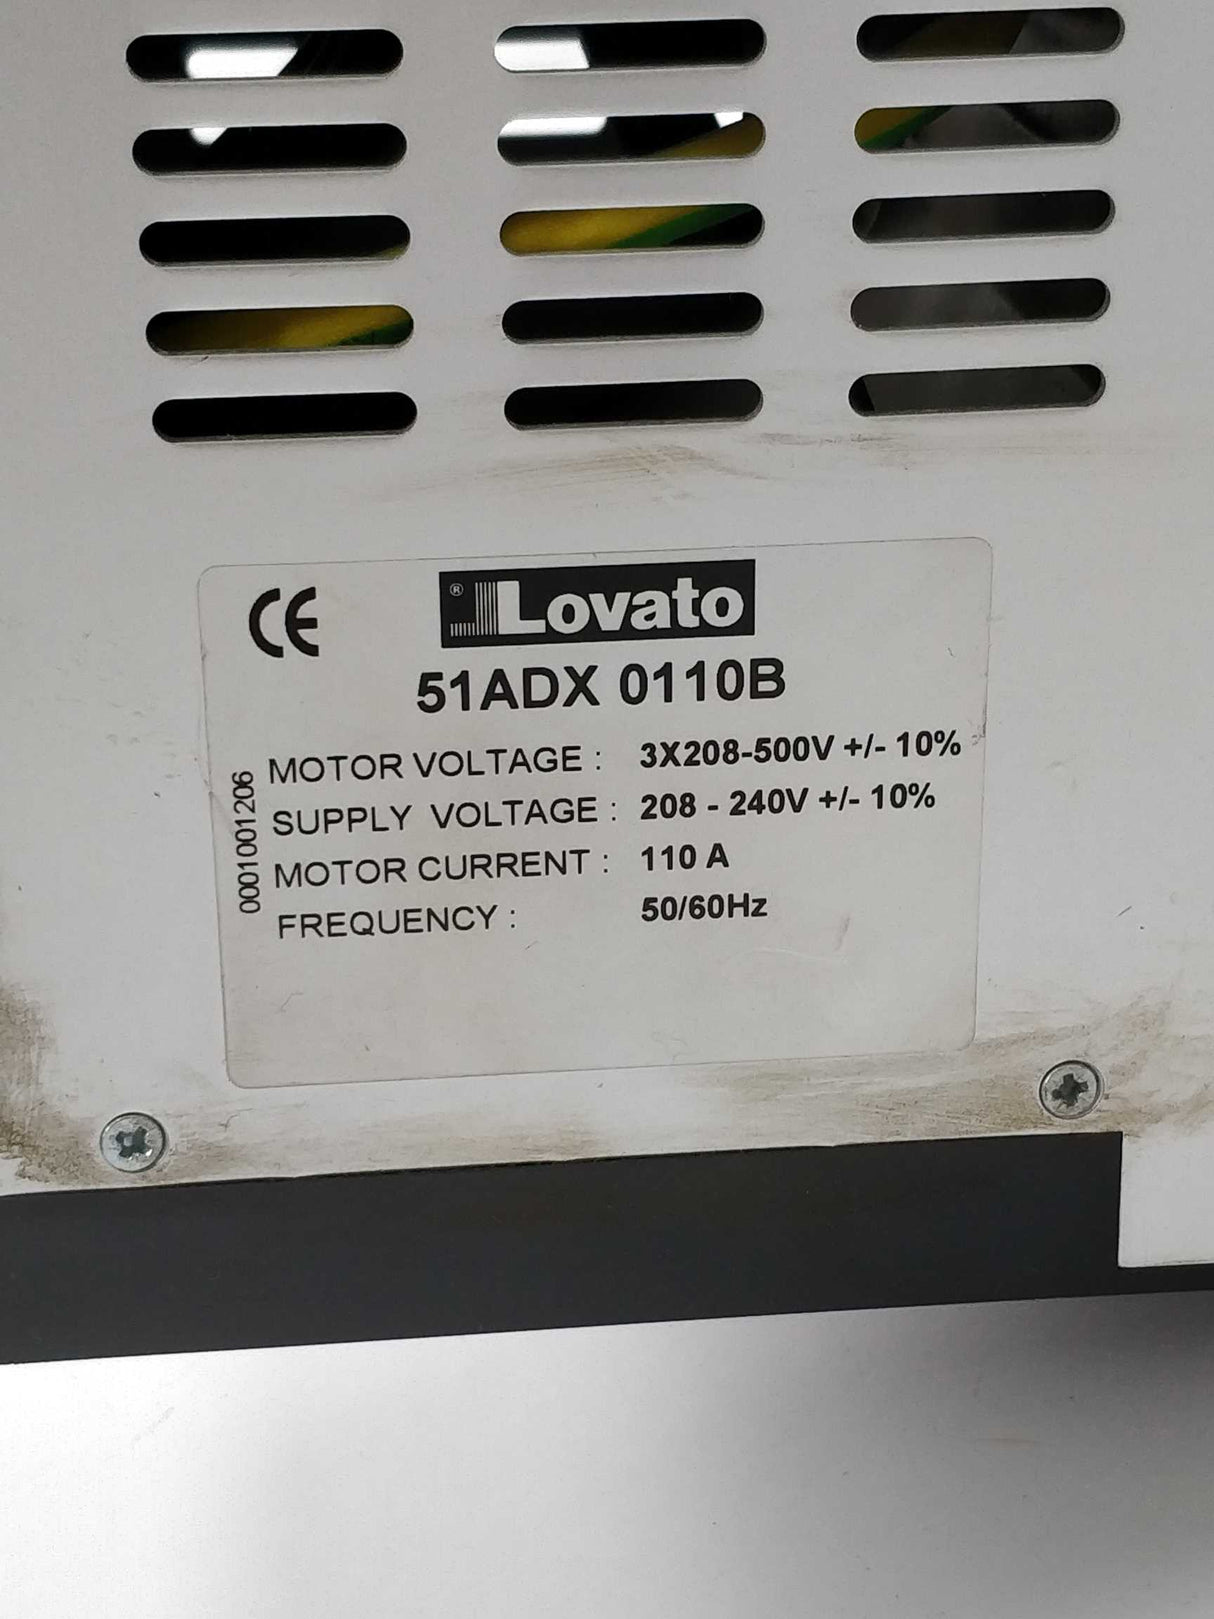 CE
® Lovato
51ADX 0110B
MOTOR VOLTAGE : 3X208-500V +/- 10%
SUPPLY VOLTAGE : 208 - 240V +/- 10%
MOTOR CURRENT : 110 A
FREQUENCY : 50/60Hz
0001001206